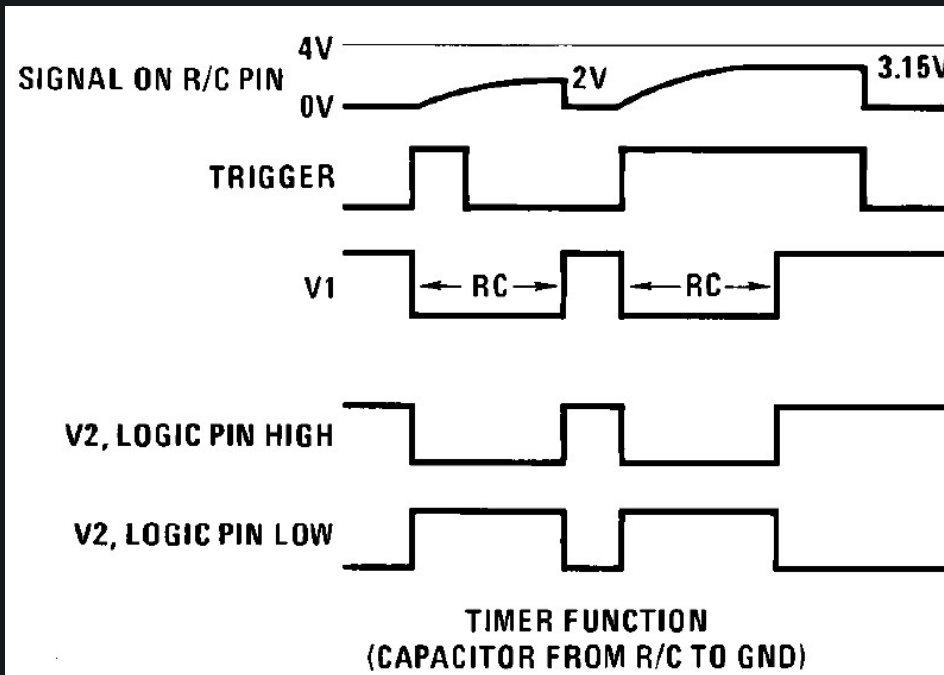 4V
SIGNAL ON R/C PIN
2V
3.15V
0V
TRIGGER
V1
RC
RC
V2, LOGIC PIN HIGH
V2, LOGIC PIN LOW
TIMER FUNCTION
(CAPACITOR FROM R/C TO GND)